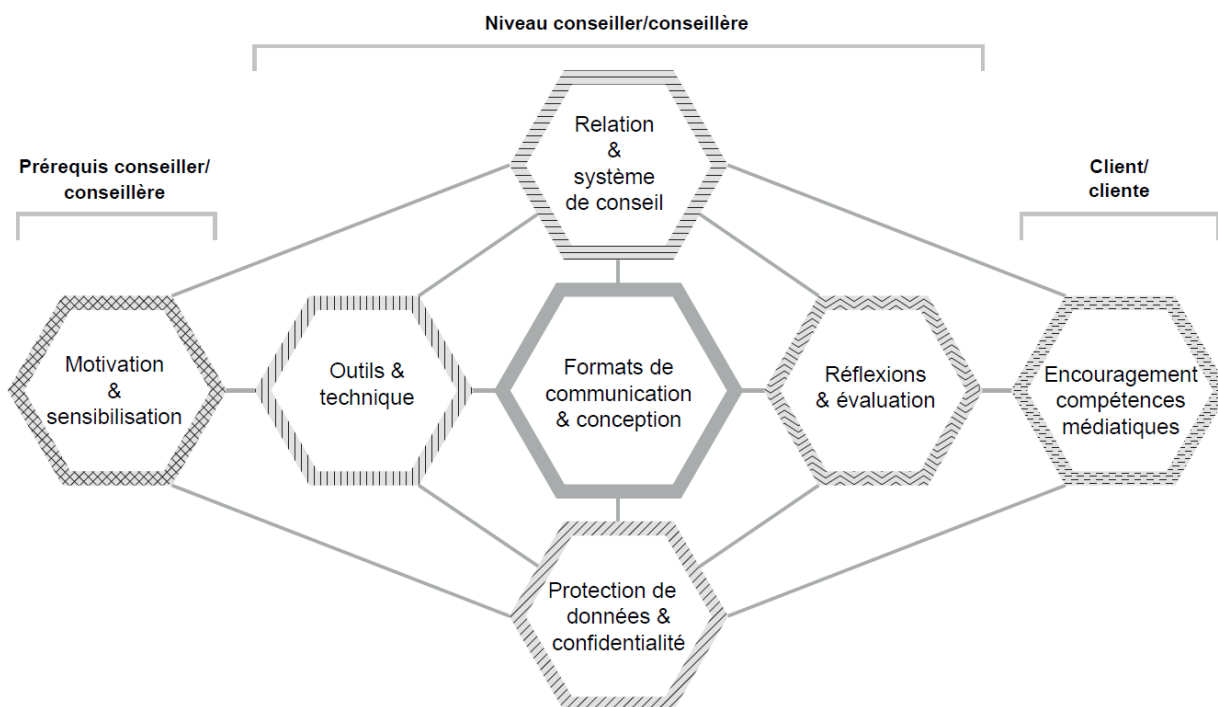 Niveau conseiller/conseillère
Relation
&
système
de conseil
Prérequis conseiller/
conseillère
Client/
cliente
Motivation
&
sensibilisation
Outils &
technique
Formats de
communication
& conception
Réflexions
& évaluation
Encouragement
compétences
médiatiques
Protection de
données &
confidentialité